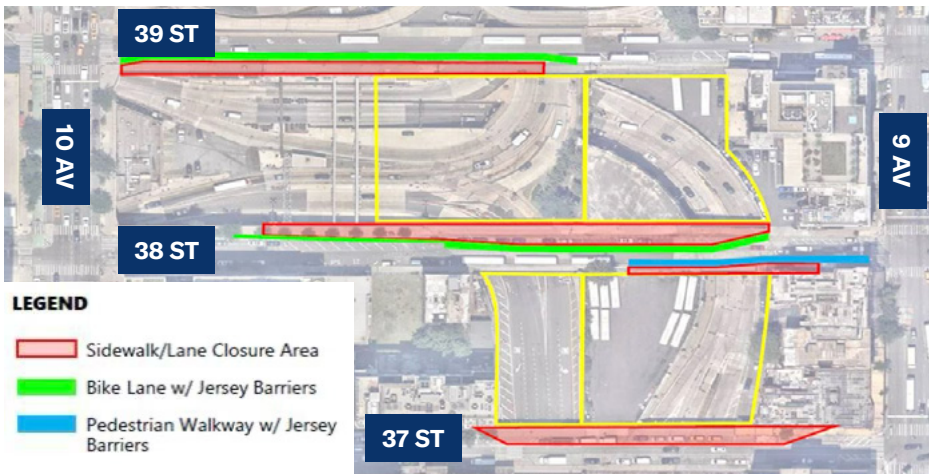 39 ST
10 AV
9 AV
38 ST
LEGEND
Sidewalk/Lane Closure Area
Bike Lane w/ Jersey Barriers
Pedestrian Walkway w/ Jersey
Barriers
37 ST